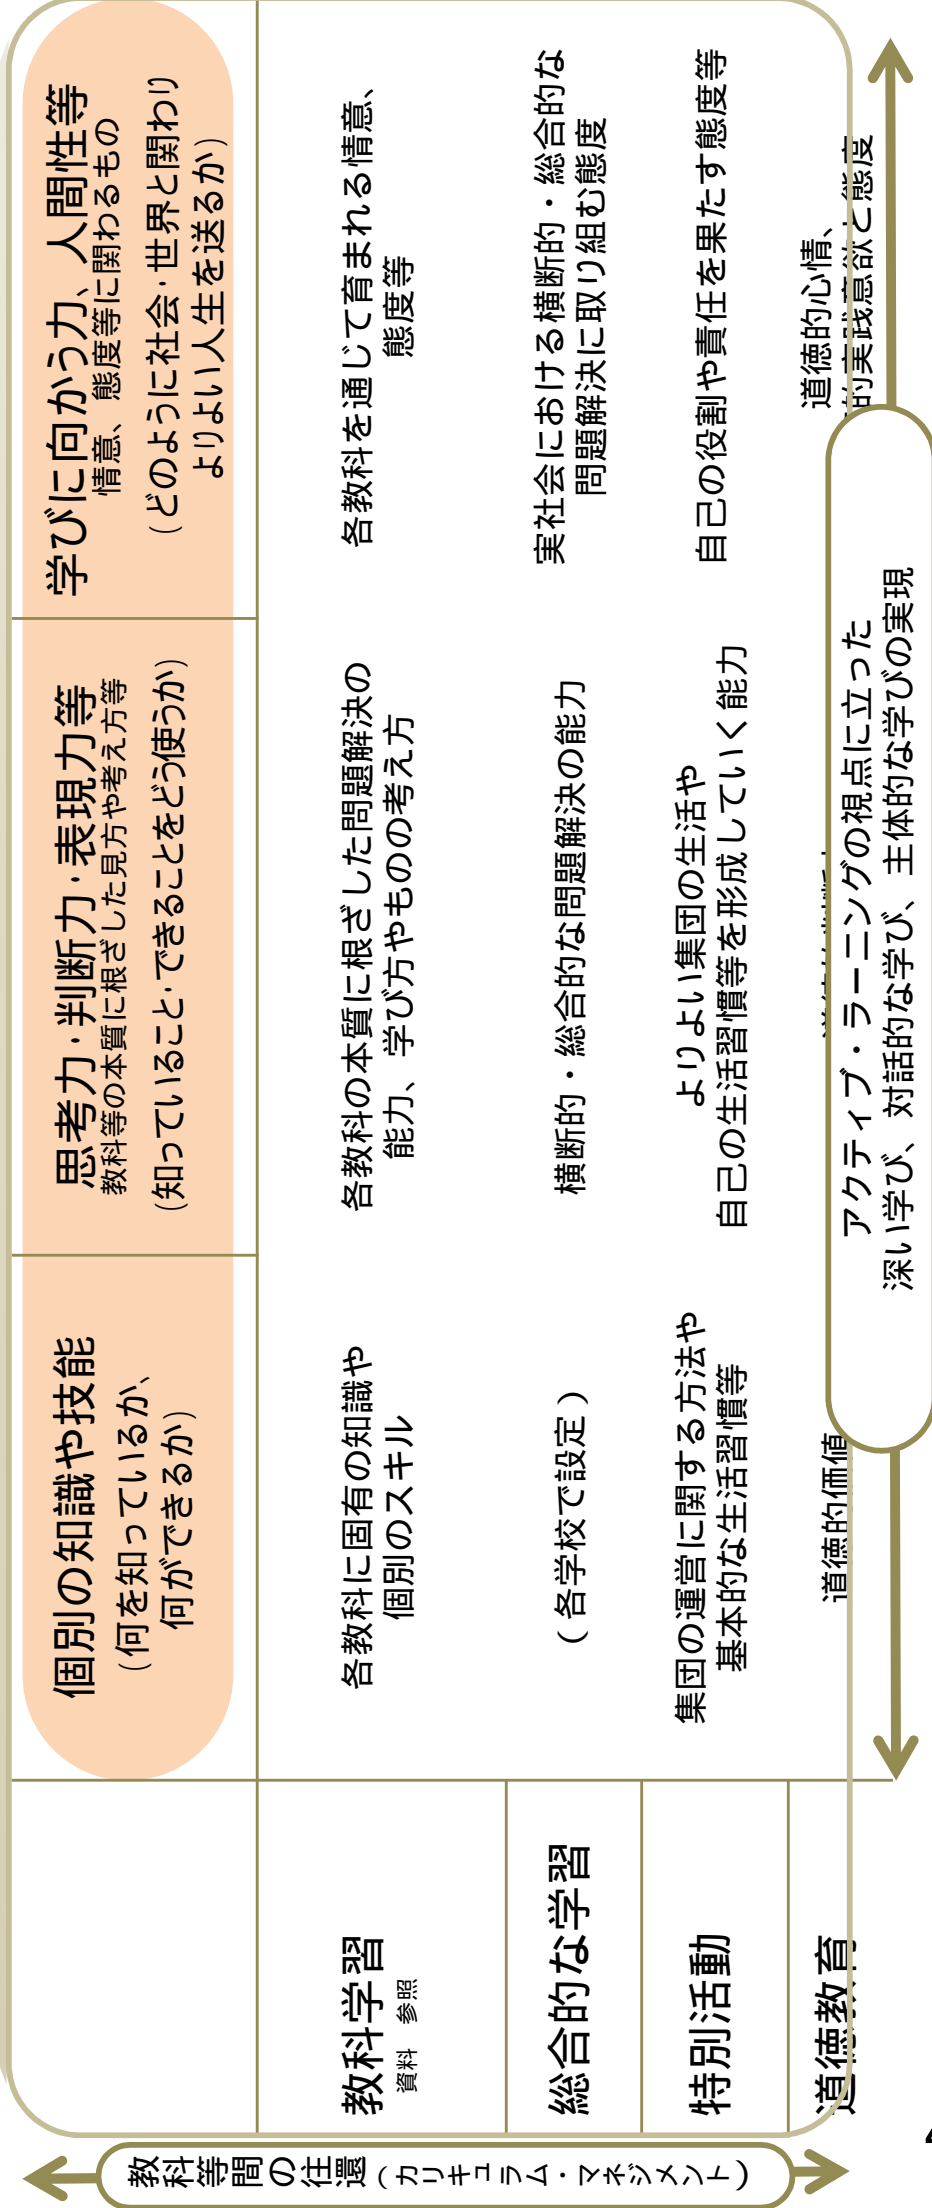 個別の知識や技能
(何を知っているか、
何ができるか)
思考力・判断力・表現力等
教科等の本質に根ざした見方や考え方等
(知っていること・できることをどう使うか)
学びに向かう力、人間性等
情意、態度等に関わるもの
(どのように社会・世界と関わり
よりよい人生を送るか)
教科学習
資料 参照
各教科に固有の知識や
個別のスキル
各教科の本質に根ざした問題解決の
能力、学び方やものの考え方
各教科を通じて育まれる情意、
態度等
総合的な学習
(各学校で設定)
横断的・総合的な問題解決の能力
実社会における横断的・総合的な
問題解決に取り組む態度
特別活動
集団の運営に関する方法や
基本的な生活習慣等
よりよい集団の生活や
自己の生活習慣等を形成していく能力
自己の役割や責任を果たす態度等
道徳教育
道徳的価値
道徳的心情、
的実践意欲と態度
アクティブ・ラーニングの視点に立った
深い学び、対話的な学び、主体的な学びの実現
教科等間の往還(カリキュラム・マネジメント)